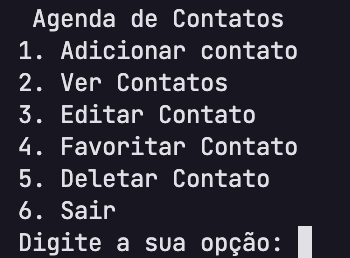 Agenda de Contatos
1. Adicionar contato
2. Ver Contatos
3. Editar Contato
4. Favoritar Contato
5. Deletar Contato
6. Sair
Digite a sua opção: